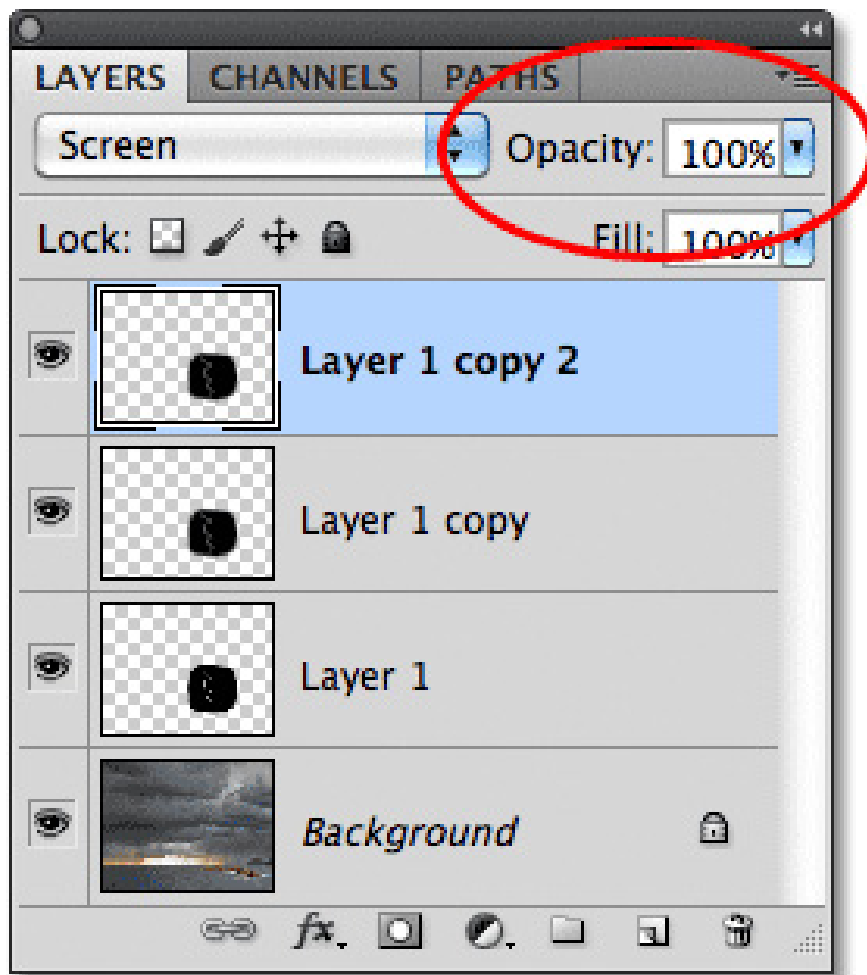 LAYERS CHANNELS PATHS
Screen Opacity: 100%
Lock: Fill: 100%
Layer 1 copy 2
Layer 1 copy
Layer 1
Background
fx.